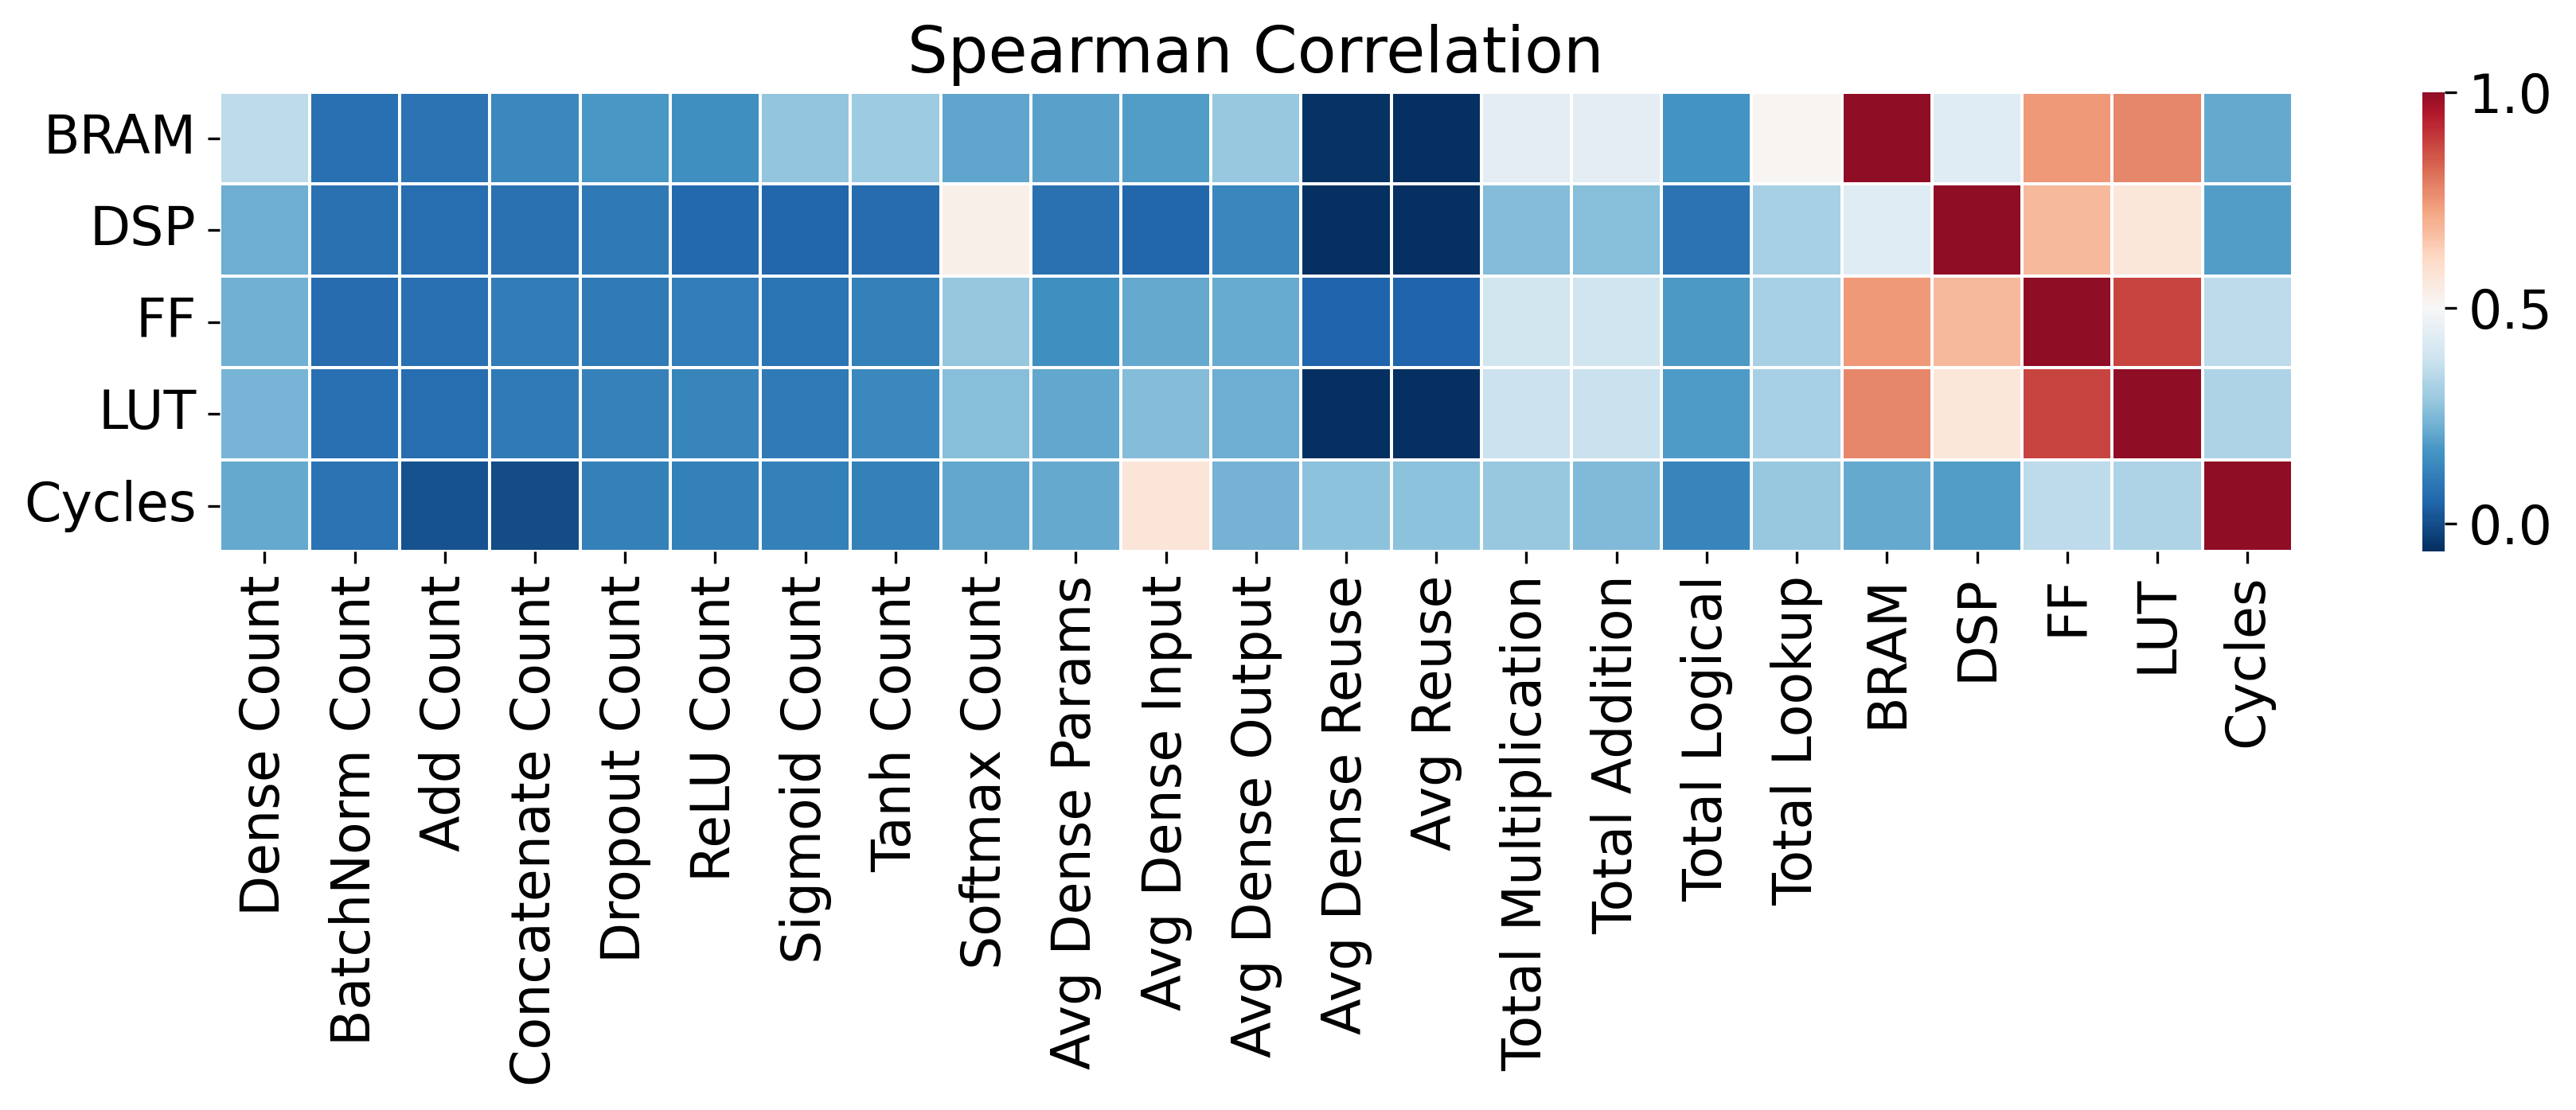 Spearman Correlation
BRAM
DSP
FF
LUT
Cycles
Dense Count
BatchNorm Count
Add Count
Concatenate Count
Dropout Count
ReLU Count
Sigmoid Count
Tanh Count
Softmax Count
Avg Dense Params
Avg Dense Input
Avg Dense Output
Avg Dense Reuse
Avg Reuse
Total Multiplication
Total Addition
Total Logical
Total Lookup
BRAM
DSP
FF
LUT
Cycles
1.0
0.5
0.0